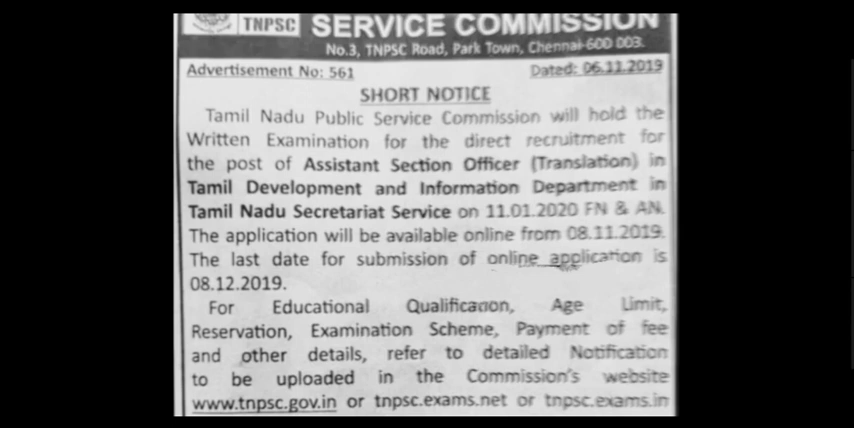 TNPSC SERVICE COMMISSION
No.3, TNPSC Road, Park Town, Chennai-600 003.
Advertisement No: 561 Dated: 06.11.2019
SHORT NOTICE
Tamil Nadu Public Service Commission will hold the
Written Examination for the direct recruitment for
the post of Assistant Section Officer (Translation) in
Tamil Development and Information Department in
Tamil Nadu Secretariat Service on 11.01.2020 FN & AN.
The application will be available online from 08.11.2019.
The last date for submission of online application is
08.12.2019.
For Educational Qualification, Age Limit,
Reservation, Examination Scheme, Payment of fee
and other details, refer to detailed Notification
to be uploaded in the Commission's website
www.tnpsc.gov.in or tnpsc.exams.net or tnpsc.exams.in